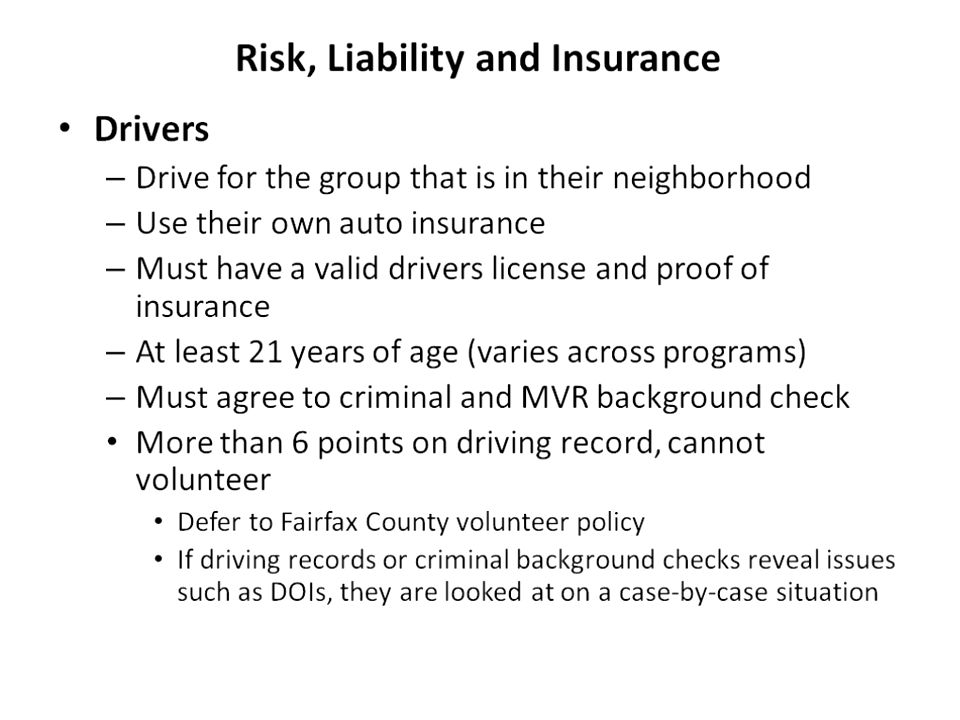 Risk, Liability and Insurance
• Drivers
– Drive for the group that is in their neighborhood
– Use their own auto insurance
– Must have a valid drivers license and proof of
insurance
– At least 21 years of age (varies across programs)
– Must agree to criminal and MVR background check
• More than 6 points on driving record, cannot
volunteer
• Defer to Fairfax County volunteer policy
• If driving records or criminal background checks reveal issues
such as DOIs, they are looked at on a case-by-case situation